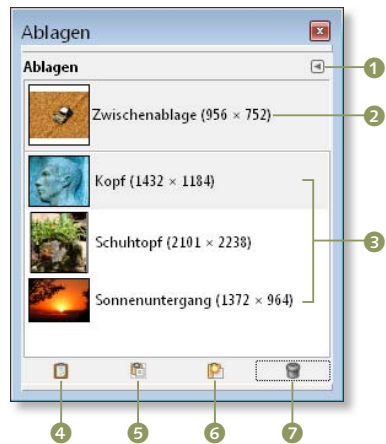 Ablagen
Ablagen
1
Zwischenablage (956 × 752)
2
Kopf (1432 × 1184)
3
Schuhtopf (2101 × 2238)
Sonnenuntergang (1372 × 964)
4 5 6 7